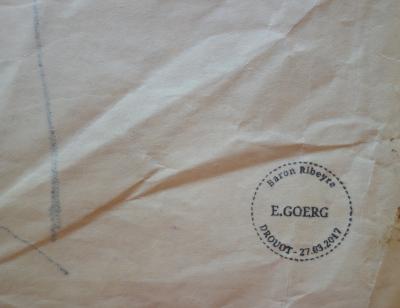 Baron Ribeyre
E.GOERG
DROUOT - 27.03.2017